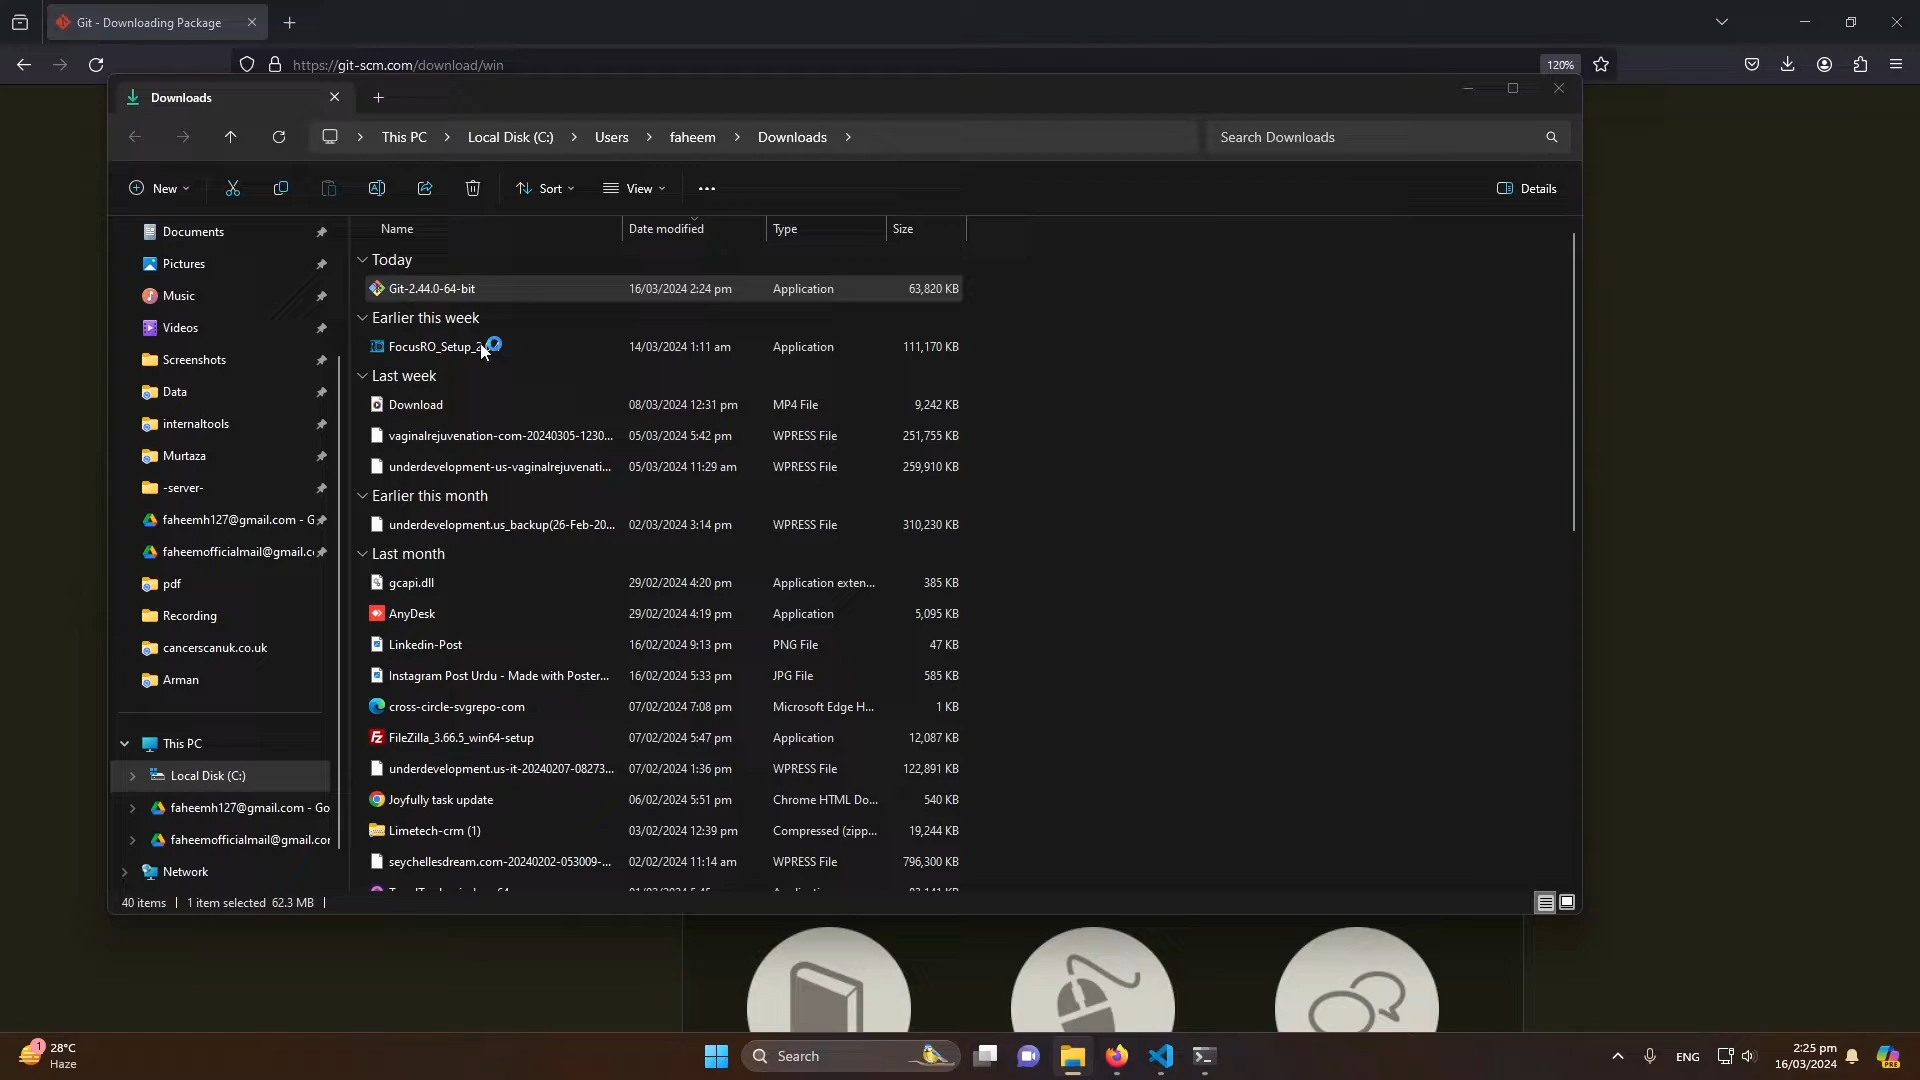 Git - Downloading Package
https://git-scm.com/download/win
120%
Downloads
This PC
Local Disk (C:)
Users
faheem
Downloads
Search Downloads
New
Sort
View
Details
Documents
Pictures
Music
Videos
Screenshots
Data
internaltools
Murtaza
-server-
faheemh127@gmail.com - G
faheemofficialmail@gmail.c
pdf
Recording
cancerscanuk.co.uk
Arman
This PC
Local Disk (C:)
faheemh127@gmail.com - Go
faheemofficialmail@gmail.cor
Network
Name Date modified Type Size
Today
Git-2.44.0-64-bit 16/03/2024 2:24 pm Application 63,820 KB
Earlier this week
FocusRO_Setup_2 14/03/2024 1:11 am Application 111,170 KB
Last week
Download 08/03/2024 12:31 pm MP4 File 9,242 KB
vaginalrejuvenation-com-20240305-1230... 05/03/2024 5:42 pm WPRESS File 251,755 KB
underdevelopment-us-vaginalrejuvenati... 05/03/2024 11:29 am WPRESS File 259,910 KB
Earlier this month
underdevelopment.us_backup(26-Feb-20... 02/03/2024 3:14 pm WPRESS File 310,230 KB
Last month
gcapi.dll 29/02/2024 4:20 pm Application exten... 385 KB
AnyDesk 29/02/2024 4:19 pm Application 5,095 KB
Linkedin-Post 16/02/2024 9:13 pm PNG File 47 KB
Instagram Post Urdu - Made with Poster... 16/02/2024 5:33 pm JPG File 585 KB
cross-circle-svgrepo-com 07/02/2024 7:08 pm Microsoft Edge H... 1 KB
FileZilla_3.66.5_win64-setup 07/02/2024 5:47 pm Application 12,087 KB
underdevelopment.us-it-20240207-08273... 07/02/2024 1:36 pm WPRESS File 122,891 KB
Joyfully task update 06/02/2024 5:51 pm Chrome HTML Do... 540 KB
Limetech-crm (1) 03/02/2024 12:39 pm Compressed (zipp... 19,244 KB
seychellesdream.com-20240202-053009-... 02/02/2024 11:14 am WPRESS File 796,300 KB
40 items 1 item selected 62.3 MB
1
28°C
Haze
Search
ENG
2:25 pm
16/03/2024
PRE